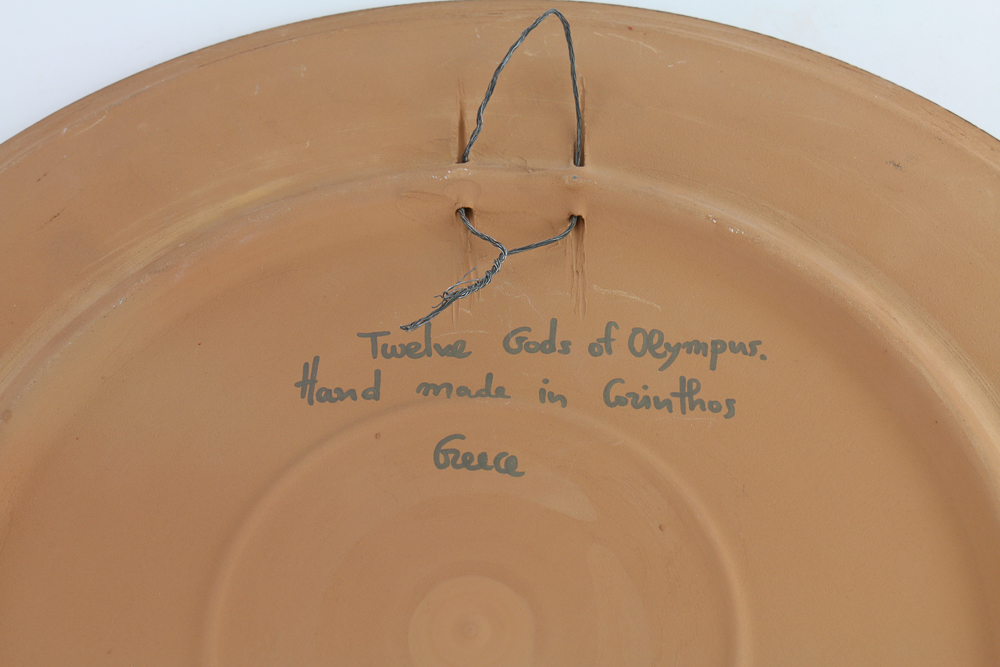 Twelve Gods of Olympus.
Hand made in Corinthos
Greece